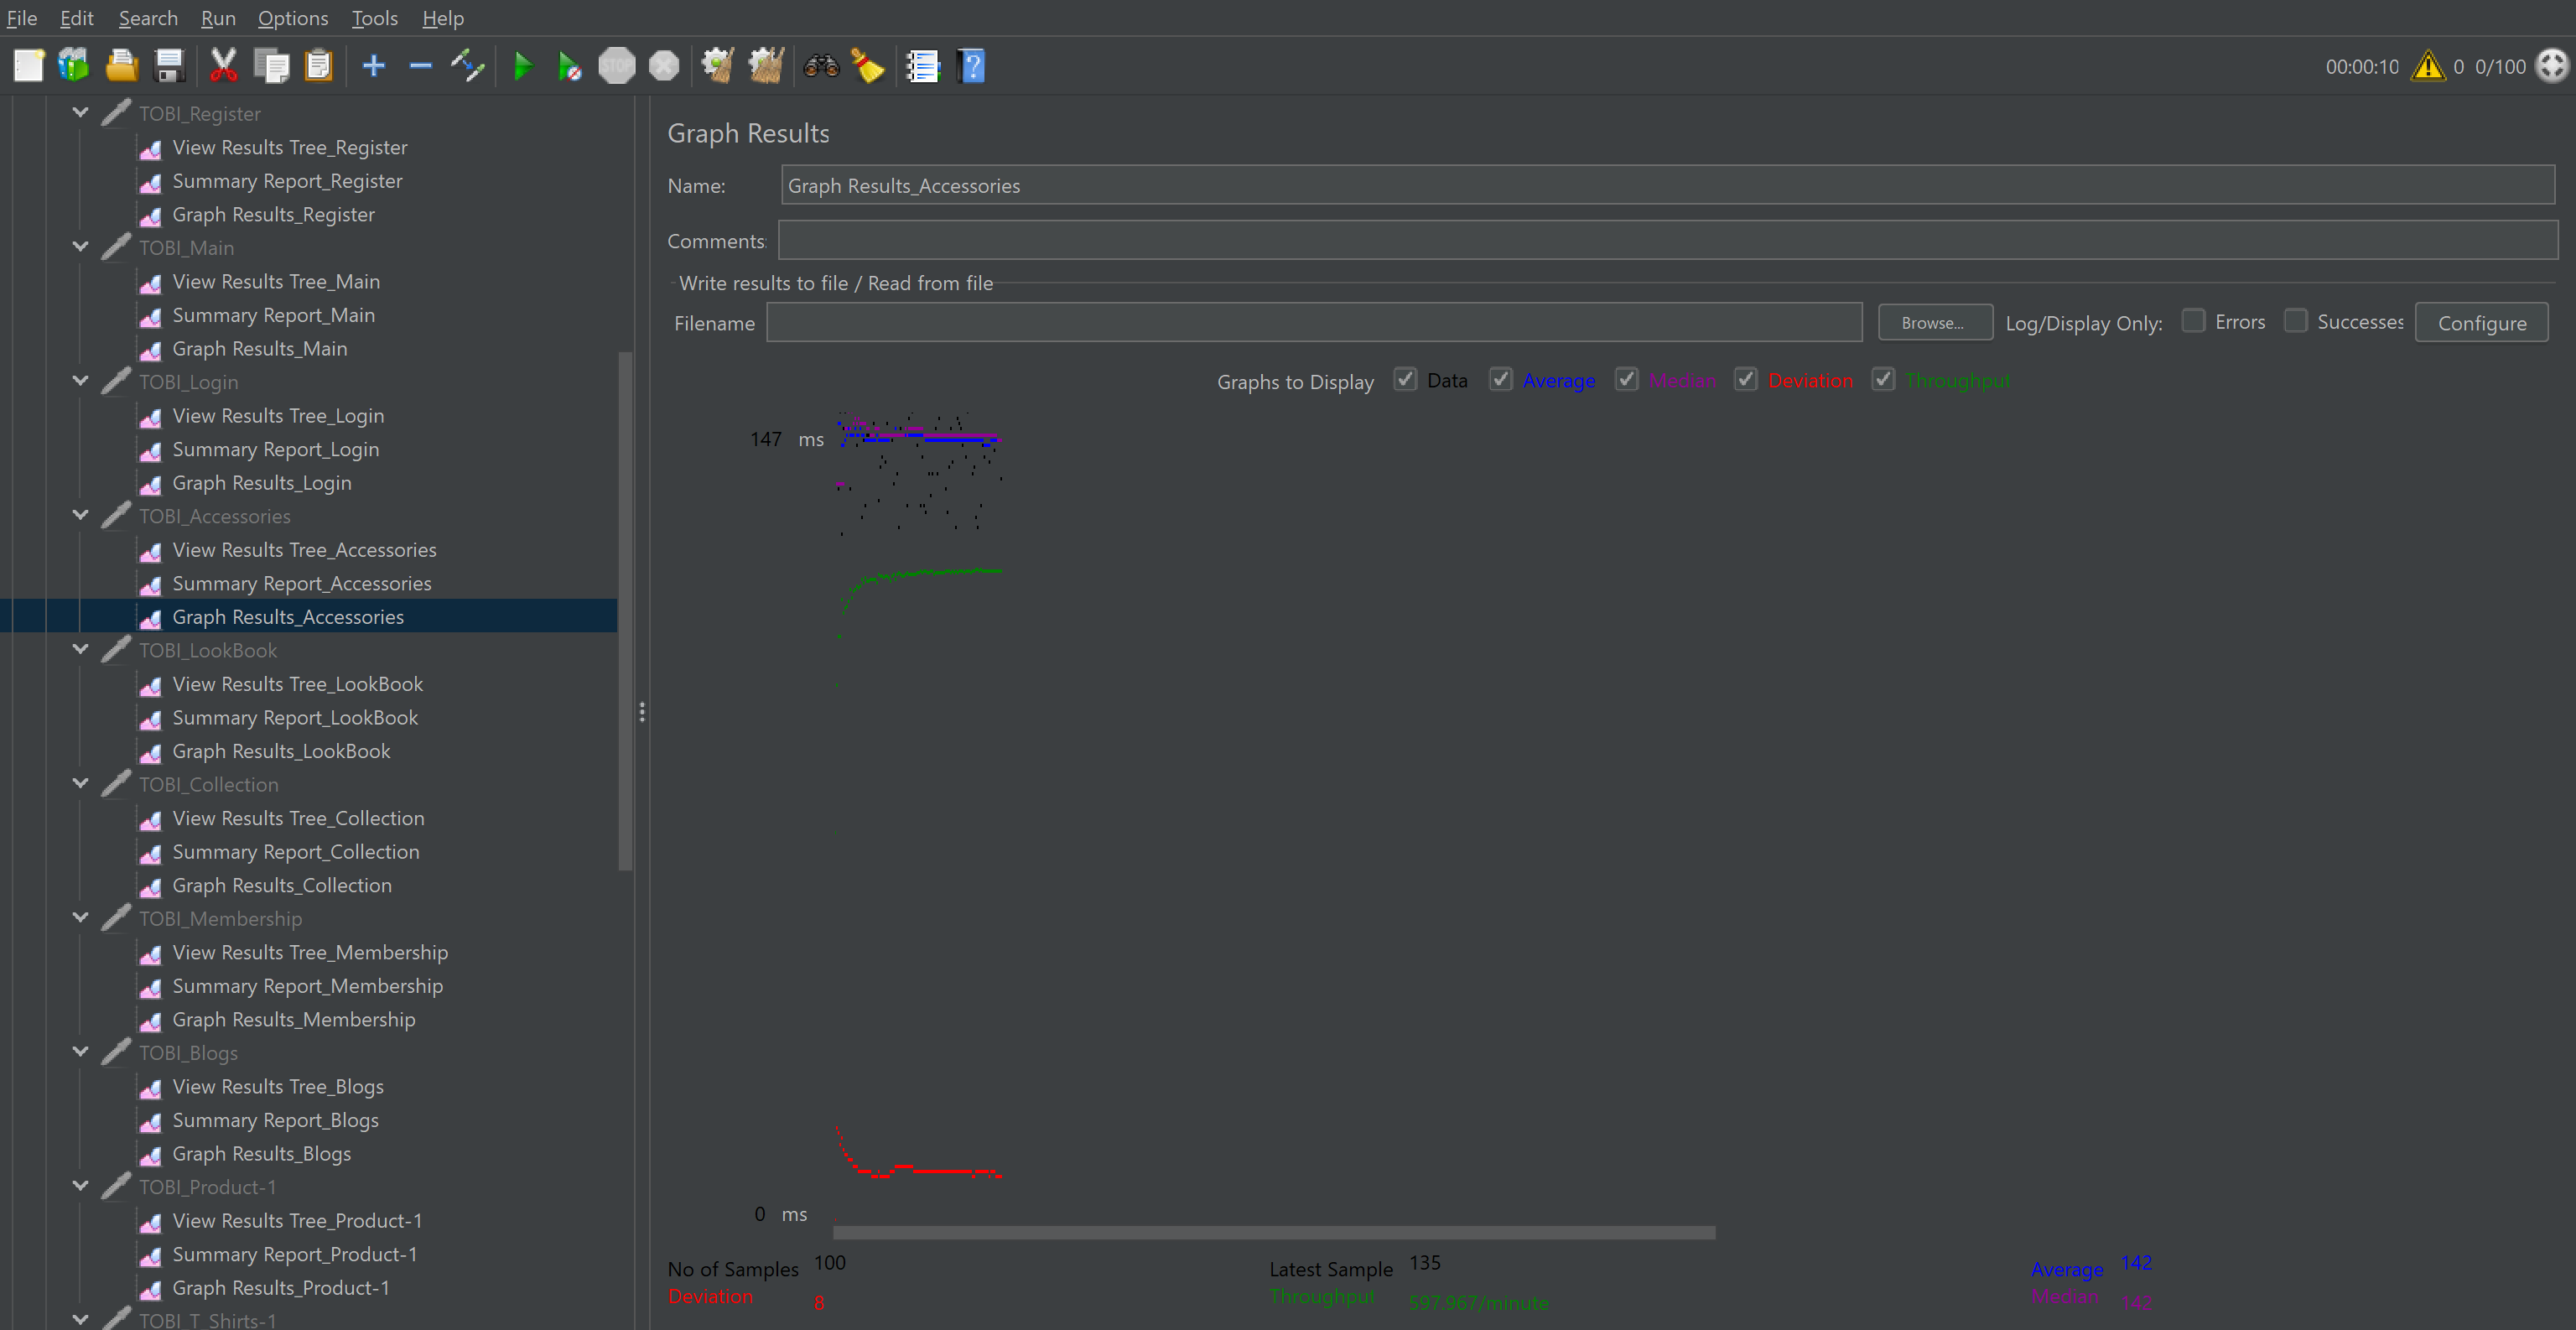 File Edit Search Run Options Tools Help
STOP
00:00:10 0 0/100
TOBI_Register
View Results Tree_Register
Summary Report_Register
Graph Results_Register
TOBI_Main
View Results Tree_Main
Summary Report_Main
Graph Results_Main
TOBI_Login
View Results Tree_Login
Summary Report_Login
Graph Results_Login
TOBI_Accessories
View Results Tree_Accessories
Summary Report_Accessories
Graph Results_Accessories
TOBI_LookBook
View Results Tree_LookBook
Summary Report_LookBook
Graph Results_LookBook
TOBI_Collection
View Results Tree_Collection
Summary Report_Collection
Graph Results_Collection
TOBI_Membership
View Results Tree_Membership
Summary Report_Membership
Graph Results_Membership
TOBI_Blogs
View Results Tree_Blogs
Summary Report_Blogs
Graph Results_Blogs
TOBI_Product-1
View Results Tree_Product-1
Summary Report_Product-1
Graph Results_Product-1
TOBI_T_Shirts-1
Graph Results
Name: Graph Results_Accessories
Comments:
Write results to file / Read from file
Filename Browse... Log/Display Only: Errors Successes Configure
Graphs to Display Data Average Median Deviation Throughput
147 ms
0 ms
No of Samples 100 Latest Sample 135 Average 142
Deviation 8 Throughput 597.967/minute Median 142